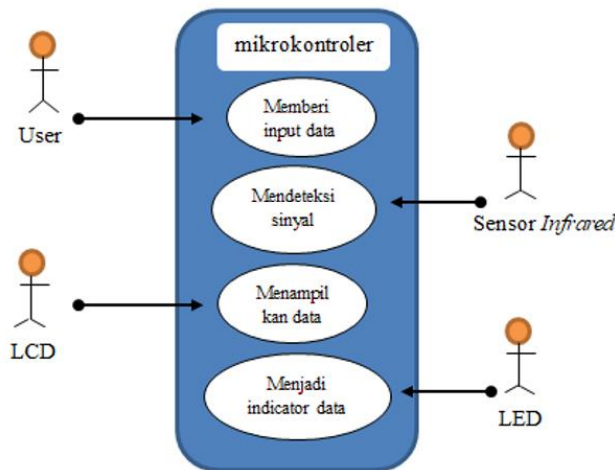 mikrokontroler
Memberi
input data
User
Mendeteksi
sinyal
Sensor Infrared
Menampil
kan data
LCD
Menjadi
indicator data
LED